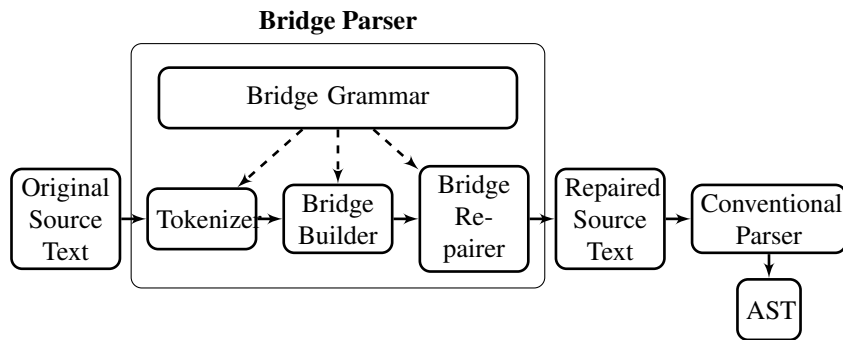 Bridge Parser
Bridge Grammar
Original
Source
Text
Tokenizer
Bridge
Builder
Bridge
Re-
pairer
Repaired
Source
Text
Conventional
Parser
AST